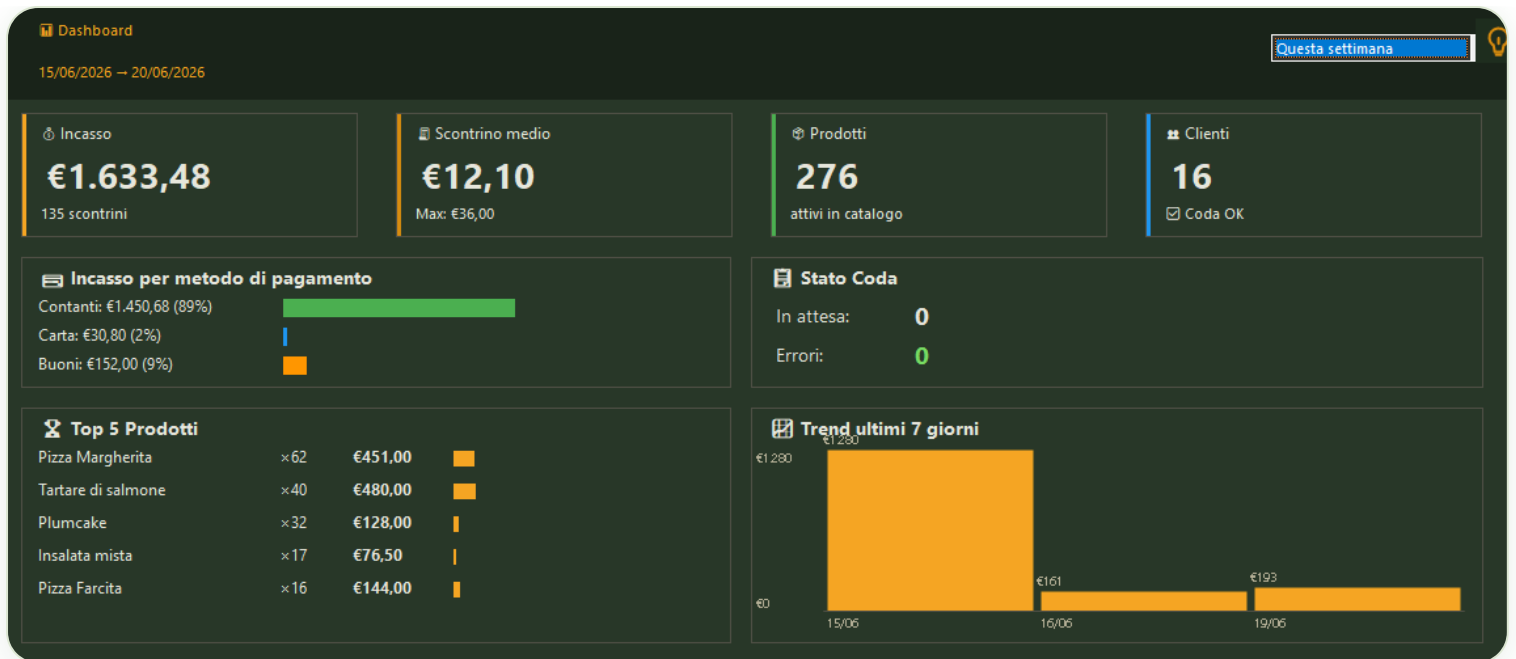 Dashboard
15/06/2026 → 20/06/2026
Questa settimana
Incasso
€1.633,48
135 scontrini
Scontrino medio
€12,10
Max: €36,00
Prodotti
276
attivi in catalogo
Clienti
16
Coda OK
Incasso per metodo di pagamento
Contanti: €1.450,68 (89%)
Carta: €30,80 (2%)
Buoni: €152,00 (9%)
Stato Coda
In attesa: 0
Errori: 0
Top 5 Prodotti
Pizza Margherita ×62 €451,00
Tartare di salmone ×40 €480,00
Plumcake ×32 €128,00
Insalata mista ×17 €76,50
Pizza Farcita ×16 €144,00
Trend ultimi 7 giorni
€1280
€1280
€161
€193
€0
15/06 16/06 19/06